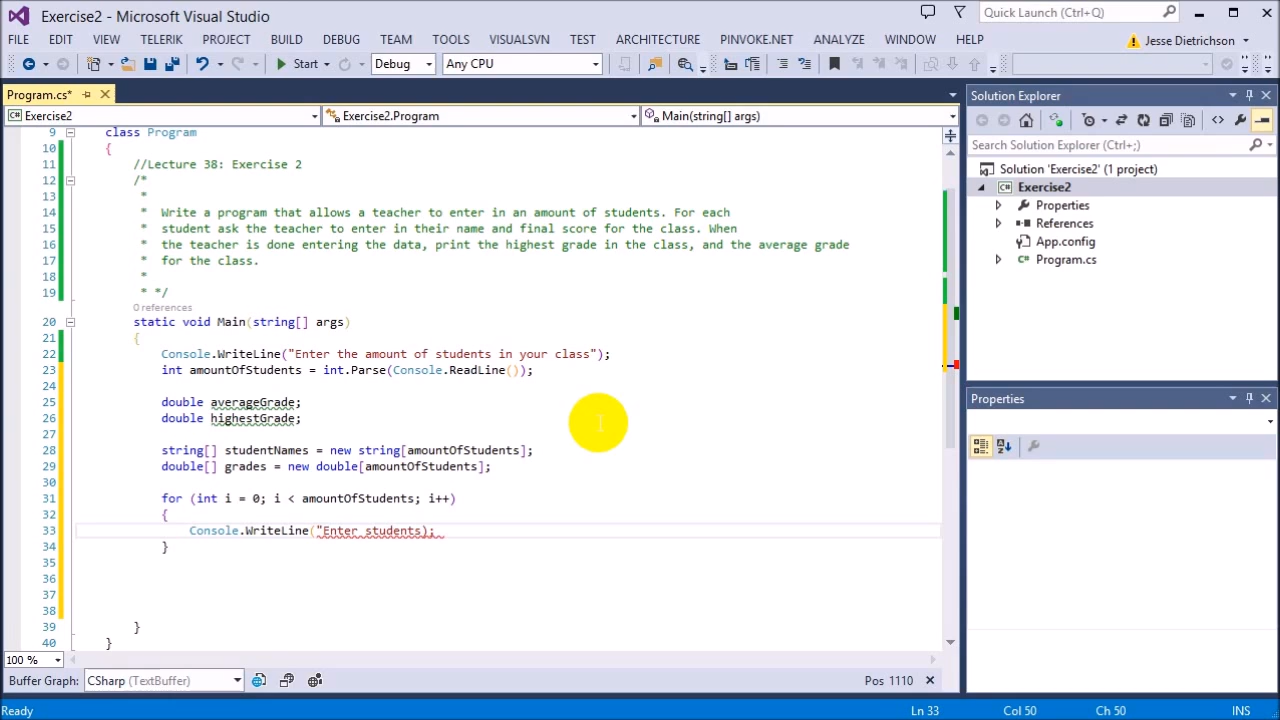 Exercise2 - Microsoft Visual Studio
Quick Launch (Ctrl+Q)
FILE EDIT VIEW TELERIK PROJECT BUILD DEBUG TEAM TOOLS VISUALSVN TEST ARCHITECTURE PINVOKE.NET ANALYZE WINDOW HELP
Jesse Dietrichson
Start Debug Any CPU
Program.cs*
Exercise2 Exercise2.Program Main(string[] args)
9 class Program
10 {
11 //Lecture 38: Exercise 2
12 /*
13 *
14 * Write a program that allows a teacher to enter in an amount of students. For each
15 * student ask the teacher to enter in their name and final score for the class. When
16 * the teacher is done entering the data, print the highest grade in the class, and the average grade
17 * for the class.
18 *
19 * */
0 references
20 static void Main(string[] args)
21 {
22 Console.WriteLine("Enter the amount of students in your class");
23 int amountOfStudents = int.Parse(Console.ReadLine());
24
25 double averageGrade;
26 double highestGrade;
27
28 string[] studentNames = new string[amountOfStudents];
29 double[] grades = new double[amountOfStudents];
30
31 for (int i = 0; i < amountOfStudents; i++)
32 {
33 Console.WriteLine("Enter students);
34 }
35
36
37
38
39 }
40 }
100 %
Buffer Graph: CSharp (TextBuffer) Pos 1110
Ready Ln 33 Col 50 Ch 50 INS
Solution Explorer
Search Solution Explorer (Ctrl+;)
Solution 'Exercise2' (1 project)
C# Exercise2
Properties
References
App.config
C# Program.cs
Properties